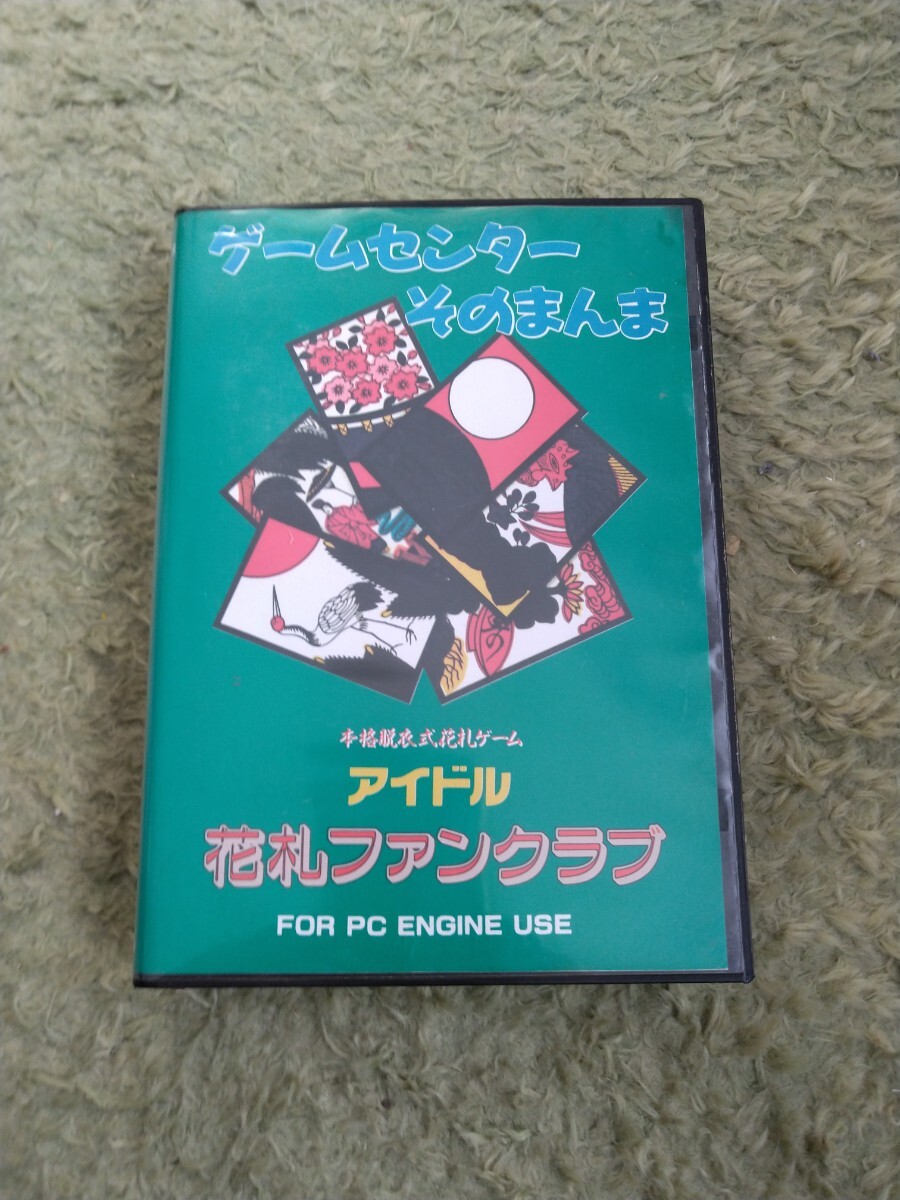 ゲームセンター
そのまんま
本格脱衣式花札ゲーム
アイドル
花札ファンクラブ
FOR PC ENGINE USE